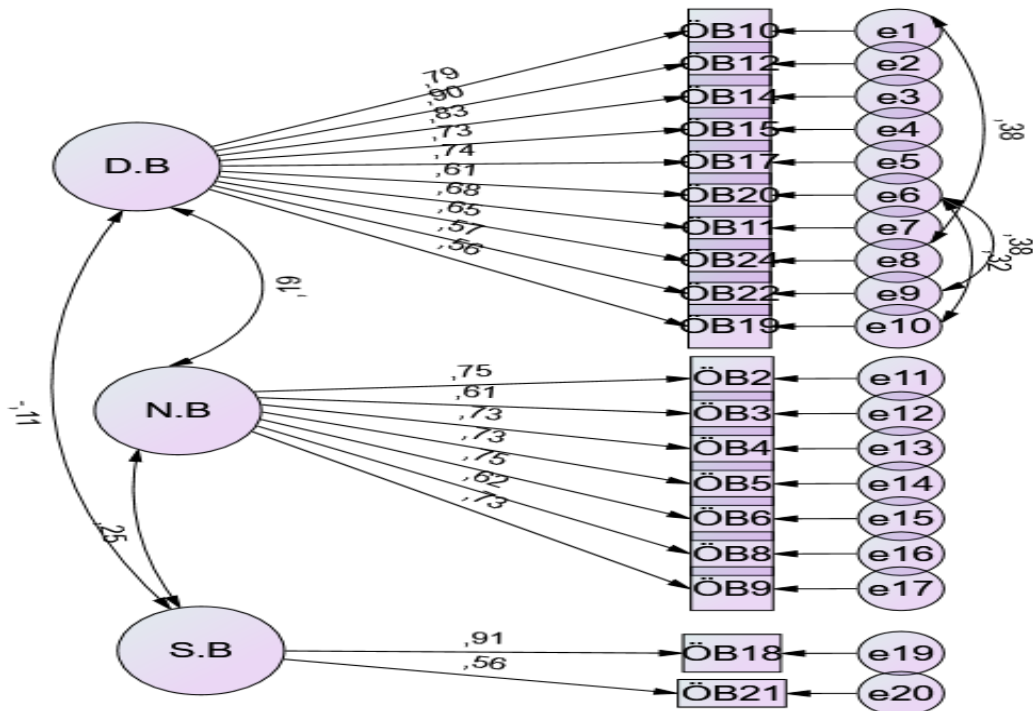 D.B
N.B
S.B
,79
,90
,83
,73
,74
,61
,68
,65
,57
,56
ÖB10
ÖB12
ÖB14
ÖB15
ÖB17
ÖB20
ÖB11
ÖB24
ÖB22
ÖB19
e1
e2
e3
e4
e5
e6
e7
e8
e9
e10
,38
,38
,32
,19
-,11
,25
,75
,61
,73
,73
,75
,62
,73
ÖB2
ÖB3
ÖB4
ÖB5
ÖB6
ÖB8
ÖB9
e11
e12
e13
e14
e15
e16
e17
,91
,56
ÖB18
ÖB21
e19
e20